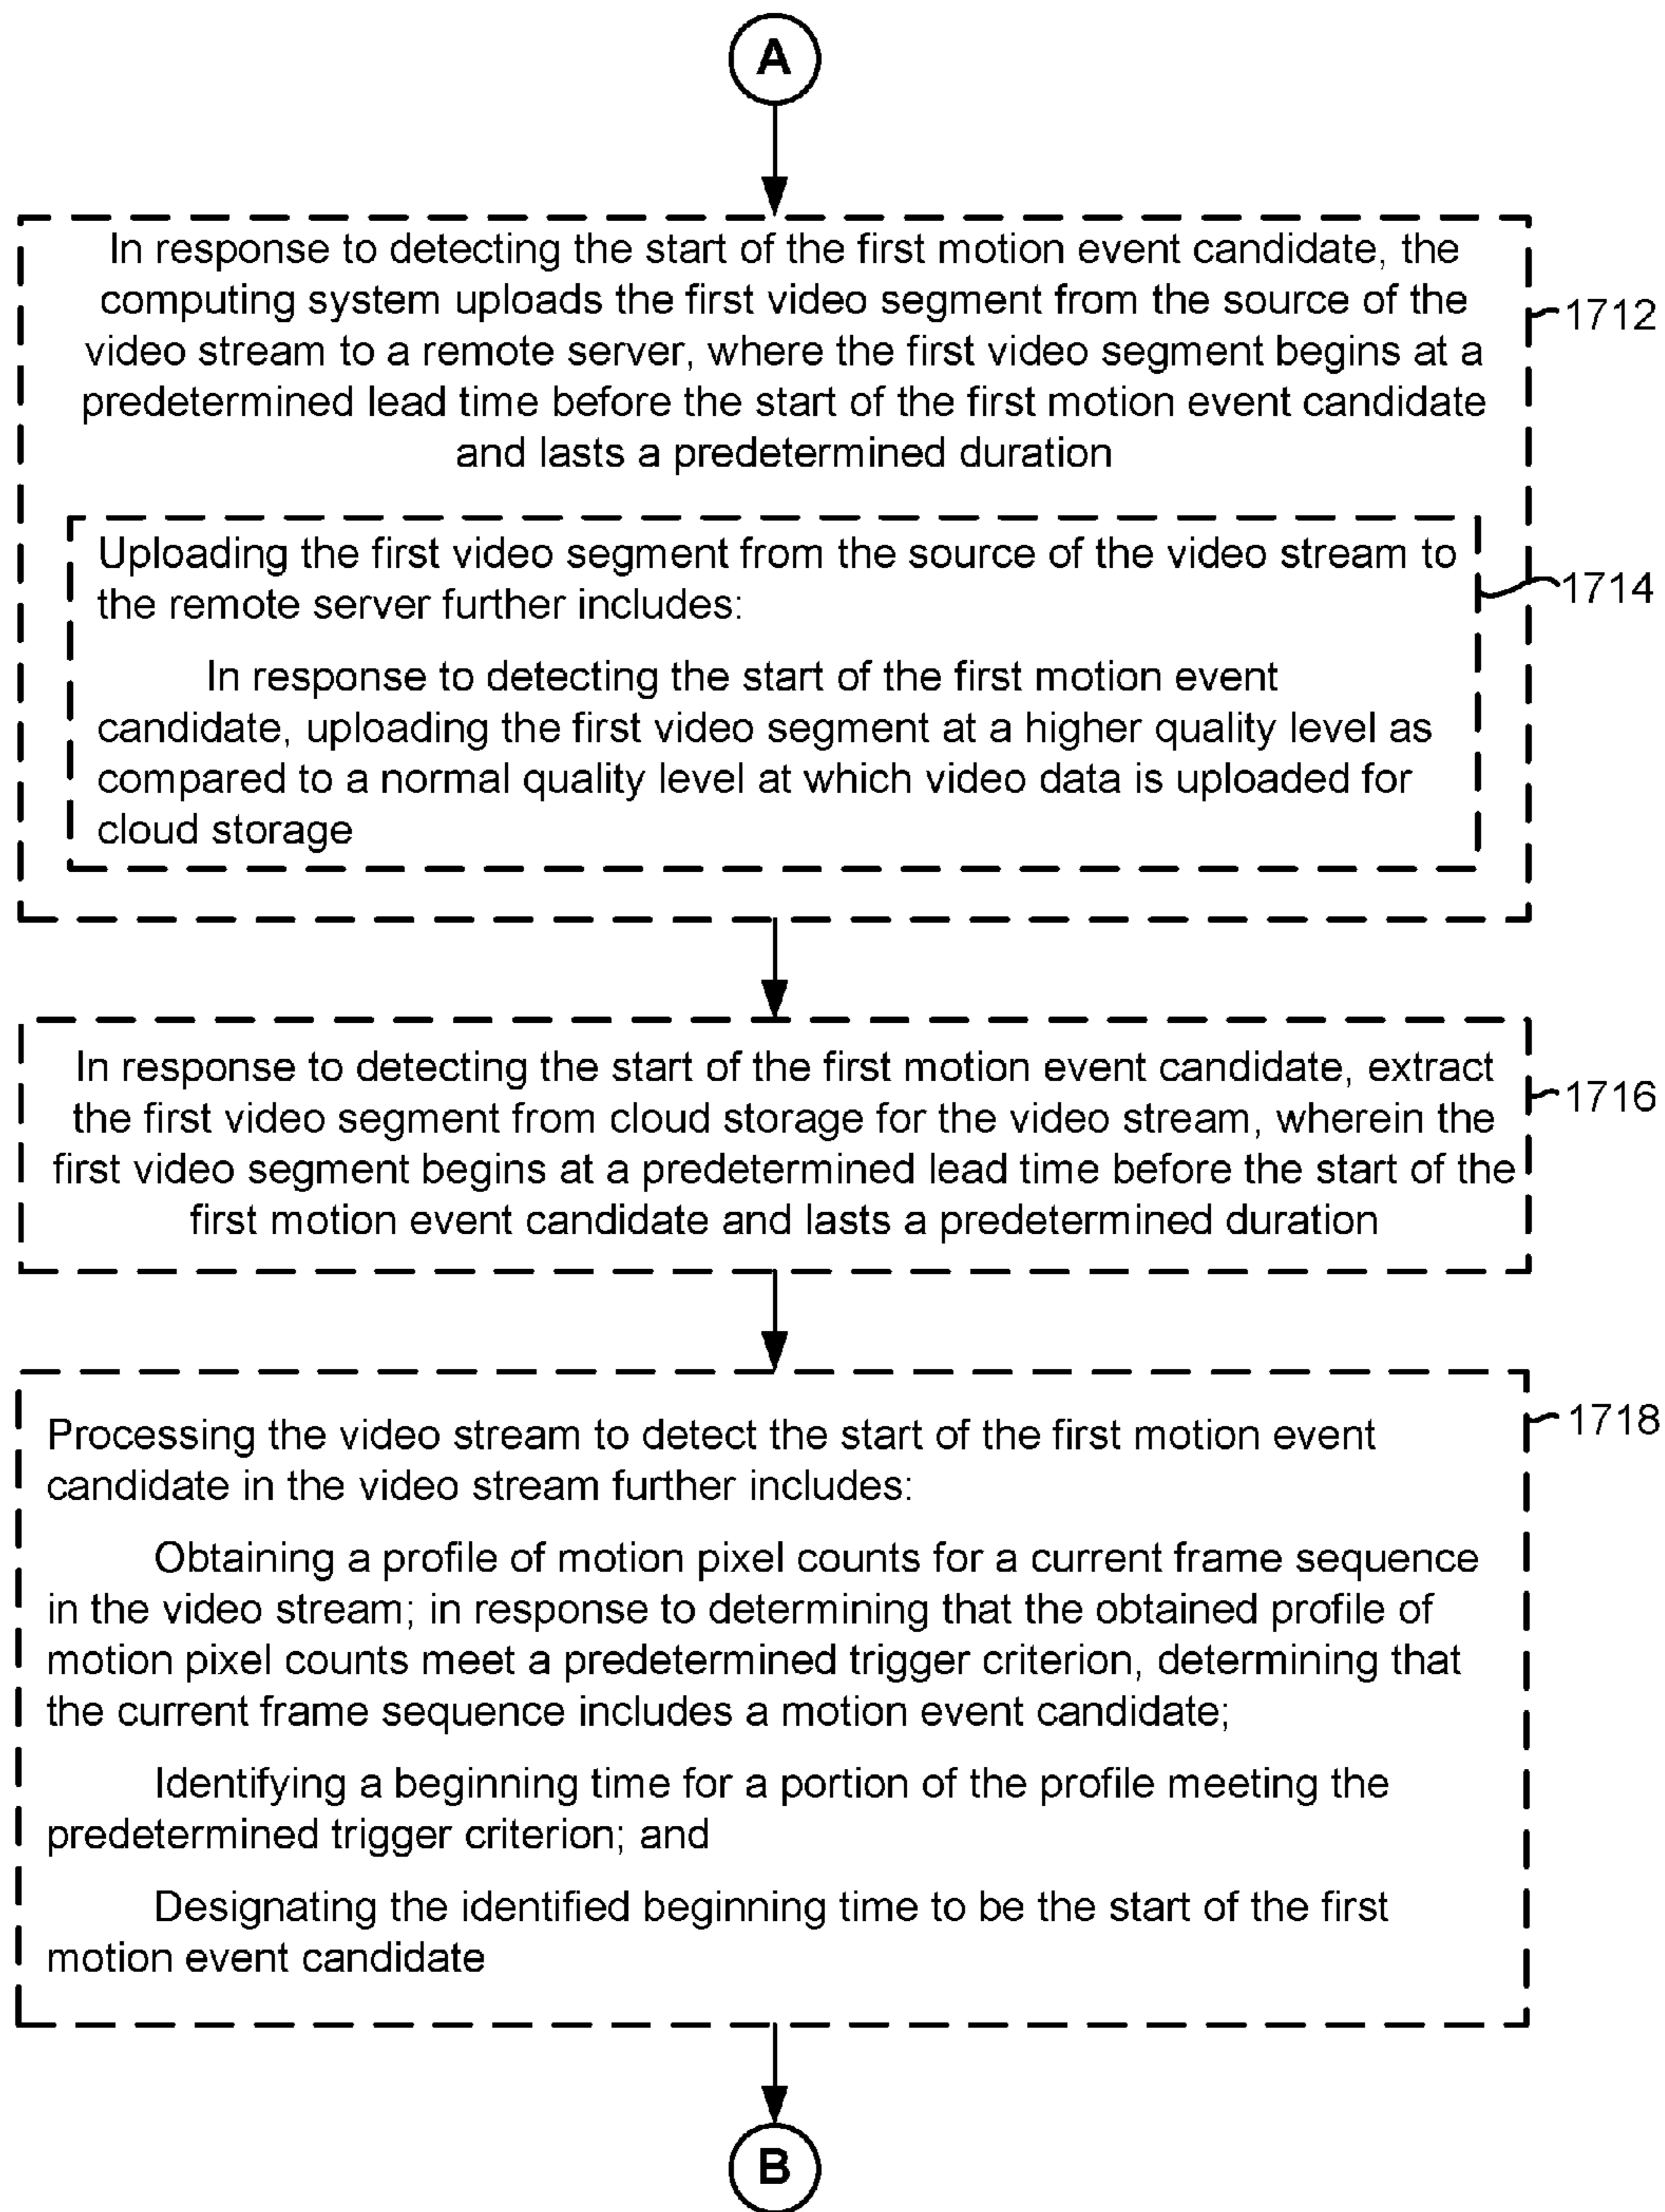 A
In response to detecting the start of the first motion event candidate, the
computing system uploads the first video segment from the source of the
video stream to a remote server, where the first video segment begins at a
predetermined lead time before the start of the first motion event candidate
and lasts a predetermined duration
1712
Uploading the first video segment from the source of the video stream to
the remote server further includes:
In response to detecting the start of the first motion event
candidate, uploading the first video segment at a higher quality level as
compared to a normal quality level at which video data is uploaded for
cloud storage
1714
In response to detecting the start of the first motion event candidate, extract
the first video segment from cloud storage for the video stream, wherein the
first video segment begins at a predetermined lead time before the start of the
first motion event candidate and lasts a predetermined duration
1716
Processing the video stream to detect the start of the first motion event
candidate in the video stream further includes:
Obtaining a profile of motion pixel counts for a current frame sequence
in the video stream; in response to determining that the obtained profile of
motion pixel counts meet a predetermined trigger criterion, determining that
the current frame sequence includes a motion event candidate;
Identifying a beginning time for a portion of the profile meeting the
predetermined trigger criterion; and
Designating the identified beginning time to be the start of the first
motion event candidate
1718
B